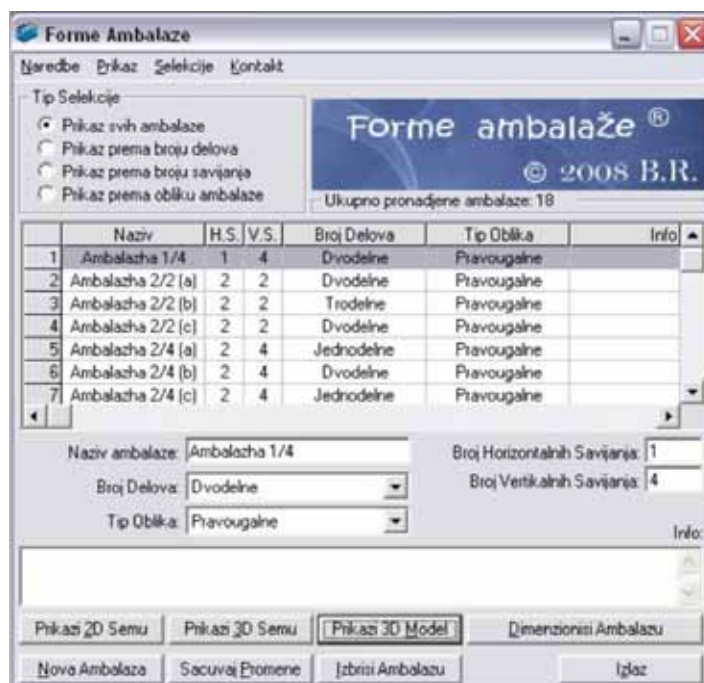 Forme Ambalaze
Naredbe Prikaz Selekcije Kontakt
Tip Selekcije
Prikaz svih ambalaze
Prikaz prema broju delova
Prikaz prema broju savijanja
Prikaz prema obliku ambalaze
Forme ambalaže ®
© 2008 B.R.
Ukupno pronadjene ambalaze: 18
Naziv H.S. V.S. Broj Delova Tip Oblika Info
1 Ambalazha 1/4 1 4 Dvodelne Pravougalne
2 Ambalazha 2/2 (a) 2 2 Dvodelne Pravougalne
3 Ambalazha 2/2 (b) 2 2 Trodelne Pravougalne
4 Ambalazha 2/2 (c) 2 2 Dvodelne Pravougalne
5 Ambalazha 2/4 (a) 2 4 Jednodelne Pravougalne
6 Ambalazha 2/4 (b) 2 4 Dvodelne Pravougalne
7 Ambalazha 2/4 (c) 2 4 Jednodelne Pravougalne
Naziv ambalaze: Ambalazha 1/4 Broj Horizontalnih Savijanja: 1
Broj Delova: Dvodelne Broj Vertikalnih Savijanja: 4
Tip Oblika: Pravougalne
Info:
Prikazi 2D Semu Prikazi 3D Semu Prikazi 3D Model Dimenzionisi Ambalazu
Nova Ambalaza Sacuvaj Promene Izbrisi Ambalazu Izlaz